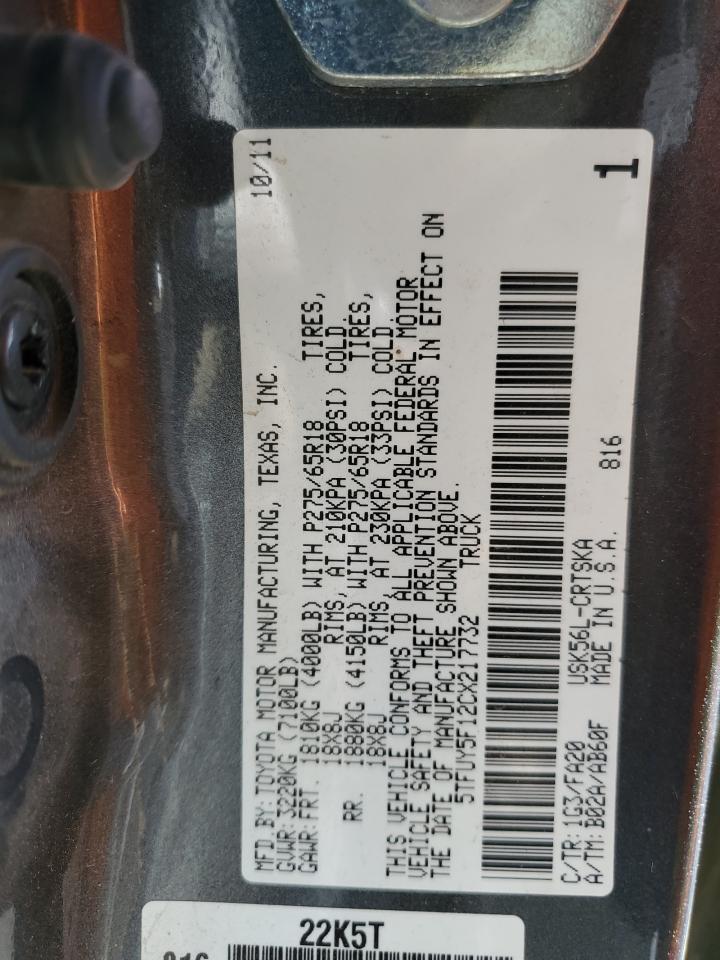 MFD BY: TOYOTA MOTOR MANUFACTURING, TEXAS, INC. 10/11
GVWR: 3220KG (7100LB)
GAWR: FRT. 1810KG (4000LB) WITH P275/65R18 TIRES,
18X8J RIMS, AT 210KPA (30PSI) COLD.
RR. 1880KG (4150LB) WITH P275/65R18 TIRES,
18X8J RIMS, AT 230KPA (33PSI) COLD
THIS VEHICLE CONFORMS TO ALL APPLICABLE FEDERAL MOTOR
VEHICLE SAFETY AND THEFT PREVENTION STANDARDS IN EFFECT ON
THE DATE OF MANUFACTURE SHOWN ABOVE.
5TFUY5F12CX217732 TRUCK
C/TR: 1G3/FA20 USK56L-CRTSKA 816
A/TM: B02A/AB60F MADE IN U.S.A. 1
22K5T
816